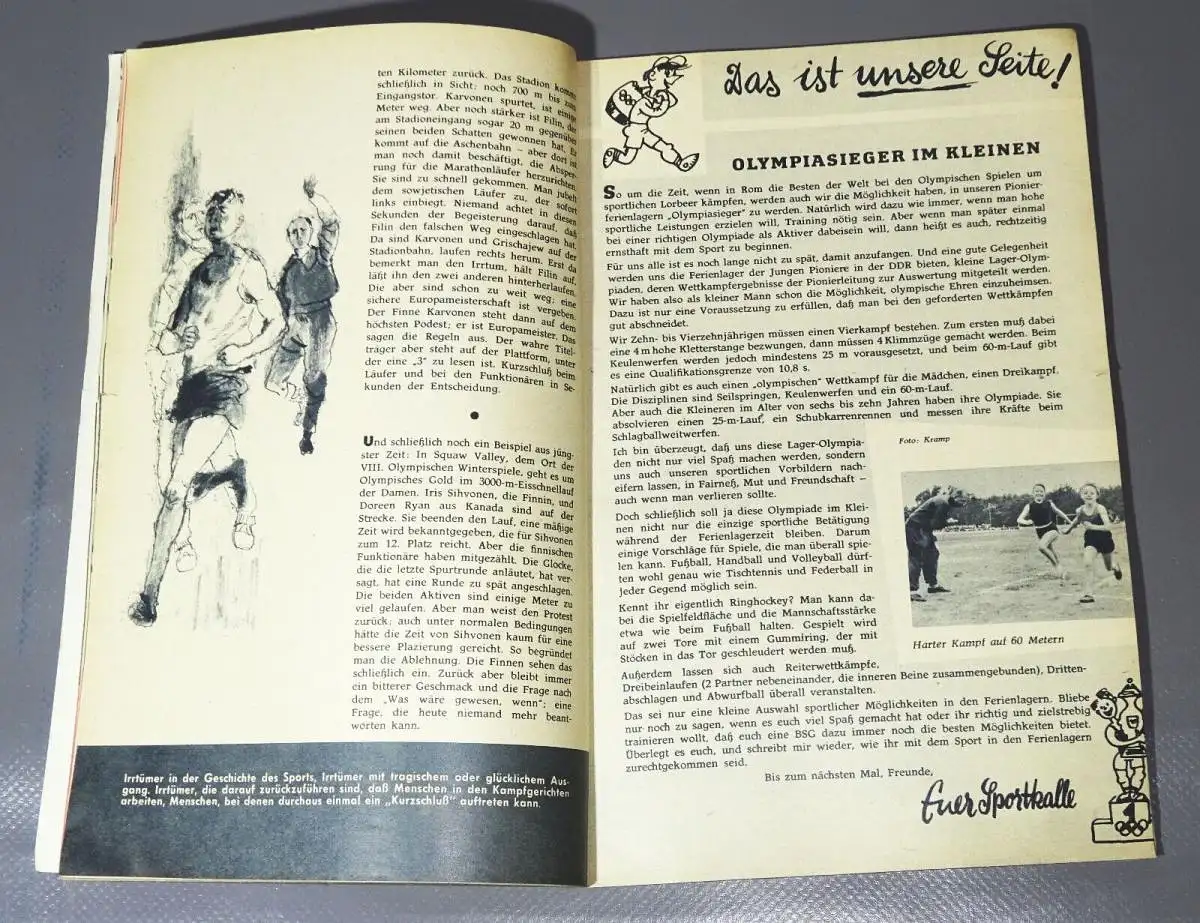 ten Kilometer zurück. Das Stadion kommt
schließlich in Sicht; noch 700 m bis zum
Eingangstor. Karvonen spurtet, ist einige
Meter weg. Aber noch stärker ist Filin, der
am Stadioneingang sogar 20 m gegenüber
seinen beiden Schatten gewonnen hat. Er
kommt auf die Aschenbahn – aber dort ist
man noch damit beschäftigt, die Absper-
rung für die Marathonläufer herzurichten.
Sie sind zu schnell gekommen. Man jubelt
dem sowjetischen Läufer zu, der sofort
links einbiegt. Niemand achtet in diesen
Sekunden der Begeisterung darauf, daß
Filin den falschen Weg eingeschlagen hat.
Da sind Karvonen und Grischajew auf der
Stadionbahn, laufen rechts herum. Erst da
bemerkt man den Irrtum, hält Filin auf,
läßt ihn den zwei anderen hinterherlaufen.
Die aber sind schon zu weit weg; eine
sichere Europameisterschaft ist vergeben.
Der Finne Karvonen steht dann auf dem
höchsten Podest; er ist Europameister. Das
sagen die Regeln aus. Der wahre Titel-
träger aber steht auf der Plattform, unter
der eine „3" zu lesen ist. Kurzschluß beim
Läufer und bei den Funktionären in Se-
kunden der Entscheidung.
Und schließlich noch ein Beispiel aus jüng-
ster Zeit: In Squaw Valley, dem Ort der
VIII. Olympischen Winterspiele, geht es um
Olympisches Gold im 3000-m-Eisschnellauf
der Damen. Iris Sihvonen, die Finnin, und
Doreen Ryan aus Kanada sind auf der
Strecke. Sie beenden den Lauf, eine mäßige
Zeit wird bekanntgegeben, die für Sihvonen
zum 12. Platz reicht. Aber die finnischen
Funktionäre haben mitgezählt. Die Glocke,
die die letzte Spurtrunde anläutet, hat ver-
sagt, hat eine Runde zu spät angeschlagen.
Die beiden Aktiven sind einige Meter zu
viel gelaufen. Aber man weist den Protest
zurück; auch unter normalen Bedingungen
hätte die Zeit von Sihvonen kaum für eine
bessere Plazierung gereicht. So begründet
man die Ablehnung. Die Finnen sehen das
schließlich ein. Zurück aber bleibt immer
ein bitterer Geschmack und die Frage nach
dem „Was wäre gewesen, wenn"; eine
Frage, die heute niemand mehr beant-
worten kann.
Irrtümer in der Geschichte des Sports, Irrtümer mit tragischem oder glücklichem Aus-
gang. Irrtümer, die darauf zurückzuführen sind, daß Menschen in den Kampfgerichten
arbeiten, Menschen, bei denen durchaus einmal ein „Kurzschluß" auftreten kann.
Das ist unsere Seite!
OLYMPIASIEGER IM KLEINEN
So um die Zeit, wenn in Rom die Besten der Welt bei den Olympischen Spielen um
sportlichen Lorbeer kämpfen, werden auch wir die Möglichkeit haben, in unseren Pionier-
ferienlagern „Olympiasieger" zu werden. Natürlich wird dazu wie immer, wenn man hohe
sportliche Leistungen erzielen will, Training nötig sein. Aber wenn man später einmal
bei einer richtigen Olympiade als Aktiver dabeisein will, dann heißt es auch, rechtzeitig
ernsthaft mit dem Sport zu beginnen.
Für uns alle ist es noch lange nicht zu spät, damit anzufangen. Und eine gute Gelegenheit
werden uns die Ferienlager der Jungen Pioniere in der DDR bieten, kleine Lager-Olym-
piaden, deren Wettkampfergebnisse der Pionierleitung zur Auswertung mitgeteilt werden.
Wir haben also als kleiner Mann schon die Möglichkeit, olympische Ehren einzuheimsen.
Dazu ist nur eine Voraussetzung zu erfüllen, daß man bei den geforderten Wettkämpfen
gut abschneidet.
Wir Zehn- bis Vierzehnjährigen müssen einen Vierkampf bestehen. Zum ersten muß dabei
eine 4 m hohe Kletterstange bezwungen, dann müssen 4 Klimmzüge gemacht werden. Beim
Keulenwerfen werden jedoch mindestens 25 m vorausgesetzt, und beim 60-m-Lauf gibt
es eine Qualifikationsgrenze von 10,8 s.
Natürlich gibt es auch einen „olympischen" Wettkampf für die Mädchen, einen Dreikampf.
Die Disziplinen sind Seilspringen, Keulenwerfen und ein 60-m-Lauf.
Aber auch die Kleineren im Alter von sechs bis zehn Jahren haben ihre Olympiade. Sie
absolvieren einen 25-m-Lauf, ein Schubkarrenrennen und messen ihre Kräfte beim
Schlagballweitwerfen.
Ich bin überzeugt, daß uns diese Lager-Olympia-
den nicht nur viel Spaß machen werden, sondern
uns auch unseren sportlichen Vorbildern nach-
eifern lassen, in Fairneß, Mut und Freundschaft –
auch wenn man verlieren sollte.
Doch schließlich soll ja diese Olympiade im Klei-
nen nicht nur die einzige sportliche Betätigung
während der Ferienlagerzeit bleiben. Darum
einige Vorschläge für Spiele, die man überall spie-
len kann. Fußball, Handball und Volleyball dürf-
ten wohl genau wie Tischtennis und Federball in
jeder Gegend möglich sein.
Kennt ihr eigentlich Ringhockey? Man kann da-
bei die Spielfeldfläche und die Mannschaftsstärke
etwa wie beim Fußball halten. Gespielt wird
auf zwei Tore mit einem Gummiring, der mit
Stöcken in das Tor geschleudert werden muß.
Außerdem lassen sich auch Reiterwettkämpfe,
Dreibeinlaufen (2 Partner nebeneinander, die inneren Beine zusammengebunden), Dritten-
abschlagen und Abwurfball überall veranstalten.
Das sei nur eine kleine Auswahl sportlicher Möglichkeiten in den Ferienlagern. Bliebe
nur noch zu sagen, wenn es euch viel Spaß gemacht hat oder ihr richtig und zielstrebig
trainieren wollt, daß euch eine BSG dazu immer noch die besten Möglichkeiten bietet.
Überlegt es euch, und schreibt mir wieder, wie ihr mit dem Sport in den Ferienlagern
zurechtgekommen seid.
Bis zum nächsten Mal, Freunde,
Euer Sportkalle
Foto: Kramp
Harter Kampf auf 60 Metern
1